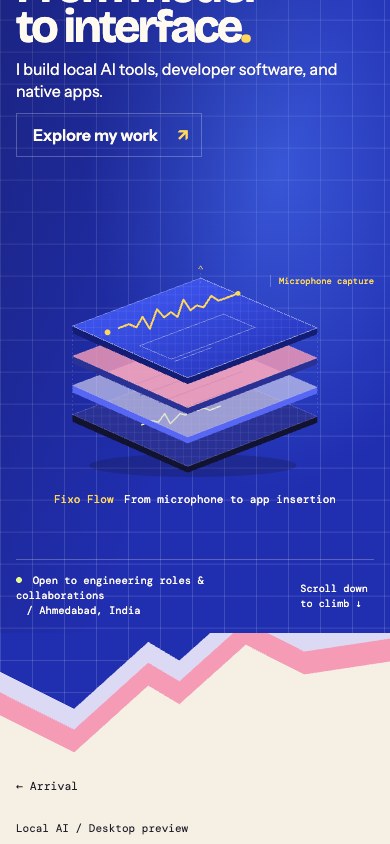 From model
to interface.
I build local AI tools, developer software, and
native apps.
Explore my work ↗
Microphone capture
Fixo Flow From microphone to app insertion
Open to engineering roles &
collaborations
/ Ahmedabad, India
Scroll down
to climb ↓
← Arrival
Local AI / Desktop preview